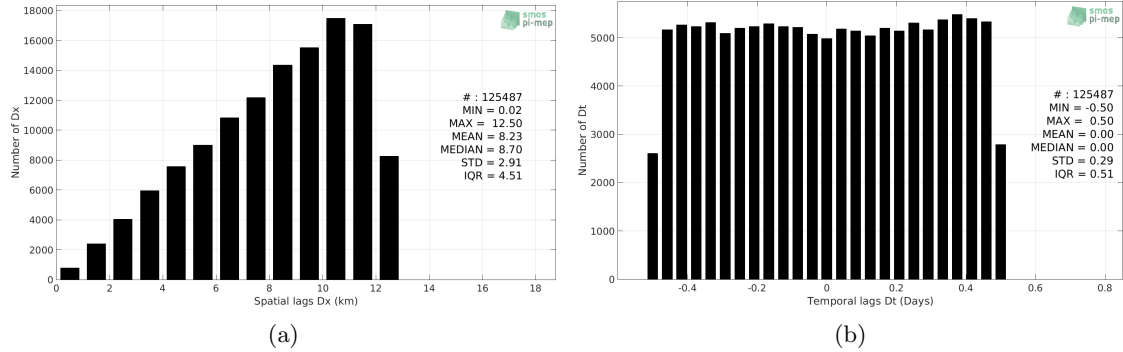 18000
16000
14000
12000
10000
8000
6000
4000
2000
0
Number of Dx
0 2 4 6 8 10 12 14 16 18
Spatial lags Dx (km)
smos
pi-mep
# : 125487
MIN = 0.02
MAX = 12.50
MEAN = 8.23
MEDIAN = 8.70
STD = 2.91
IQR = 4.51
(a)
5000
4000
3000
2000
1000
0
Number of Dt
-0.4 -0.2 0 0.2 0.4 0.6 0.8
Temporal lags Dt (Days)
smos
pi-mep
# : 125487
MIN = -0.50
MAX = 0.50
MEAN = 0.00
MEDIAN = 0.00
STD = 0.29
IQR = 0.51
(b)